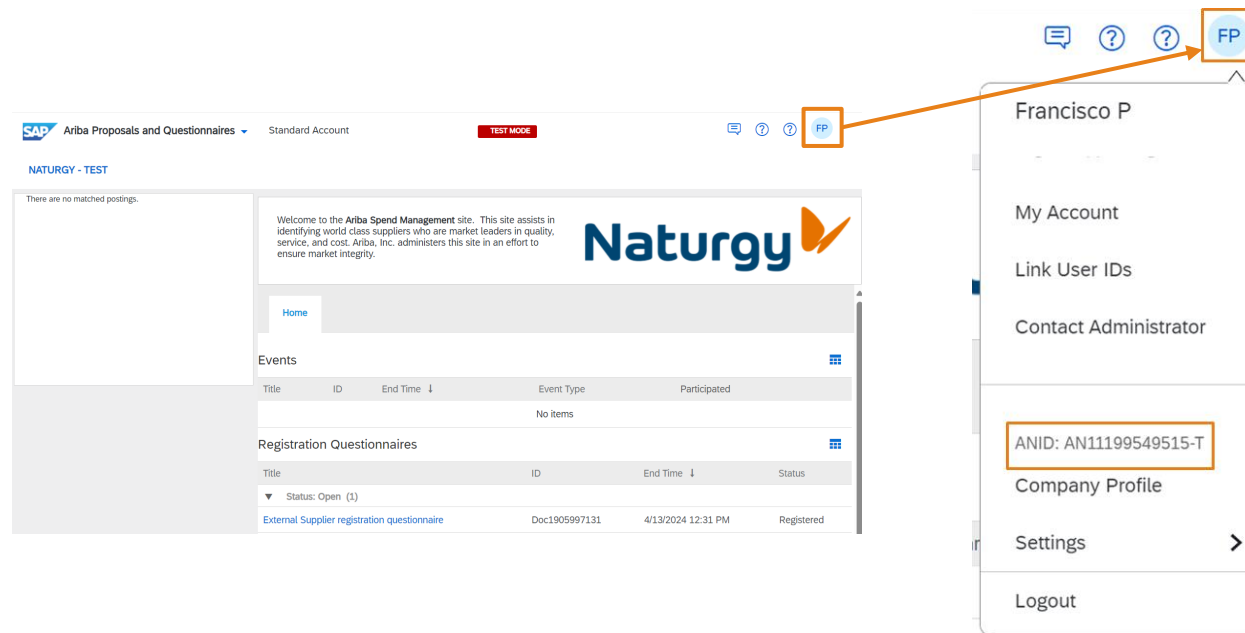 SAP Ariba Proposals and Questionnaires Standard Account TEST MODE ? ? FP
NATURGY - TEST
There are no matched postings.
Welcome to the Ariba Spend Management site. This site assists in
identifying world class suppliers who are market leaders in quality,
service, and cost. Ariba, Inc. administers this site in an effort to
ensure market integrity.
Naturgy
Home
Events
Title ID End Time ↓ Event Type Participated
No items
Registration Questionnaires
Title ID End Time ↓ Status
▼ Status: Open (1)
External Supplier registration questionnaire Doc1905997131 4/13/2024 12:31 PM Registered
? ? FP
Francisco P
My Account
Link User IDs
Contact Administrator
ANID: AN11199549515-T
Company Profile
Settings
Logout